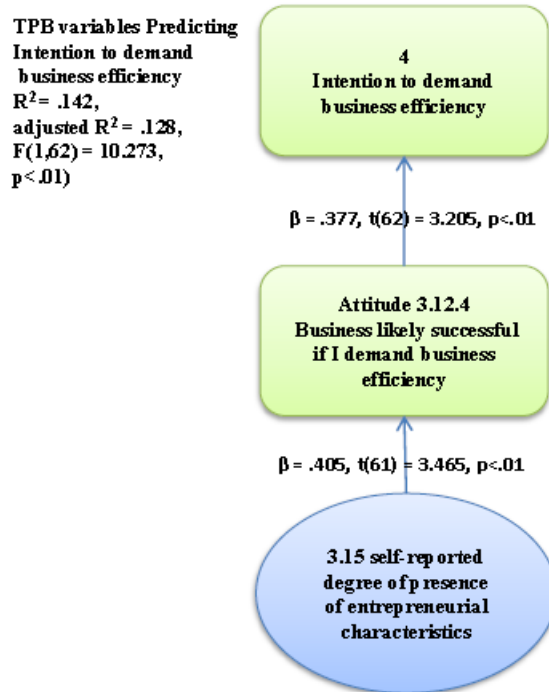 TPB variables Predicting
Intention to demand
business efficiency
R² = .142,
adjusted R² = .128,
F(1,62) = 10.273,
p<.01)
4
Intention to demand
business efficiency
β = .377, t(62) = 3.205, p<.01
Attitude 3.12.4
Business likely successful
if I demand business
efficiency
β = .405, t(61) = 3.465, p<.01
3.15 self-reported
degree of presence
of entrepreneurial
characteristics